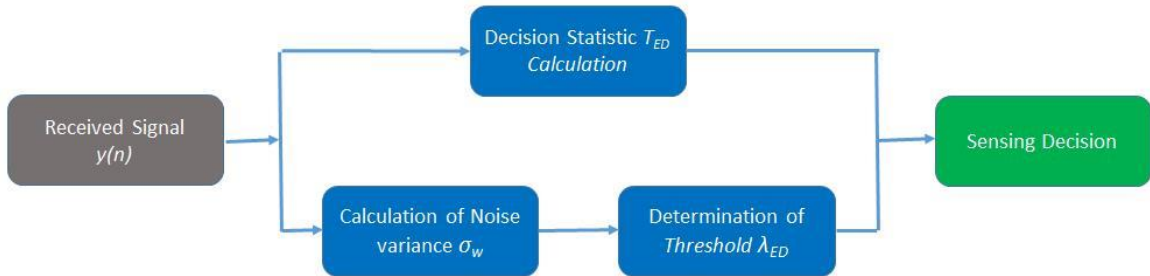 Decision Statistic T_ED
Calculation
Received Signal
y(n)
Sensing Decision
Calculation of Noise
variance σ_w
Determination of
Threshold λ_ED